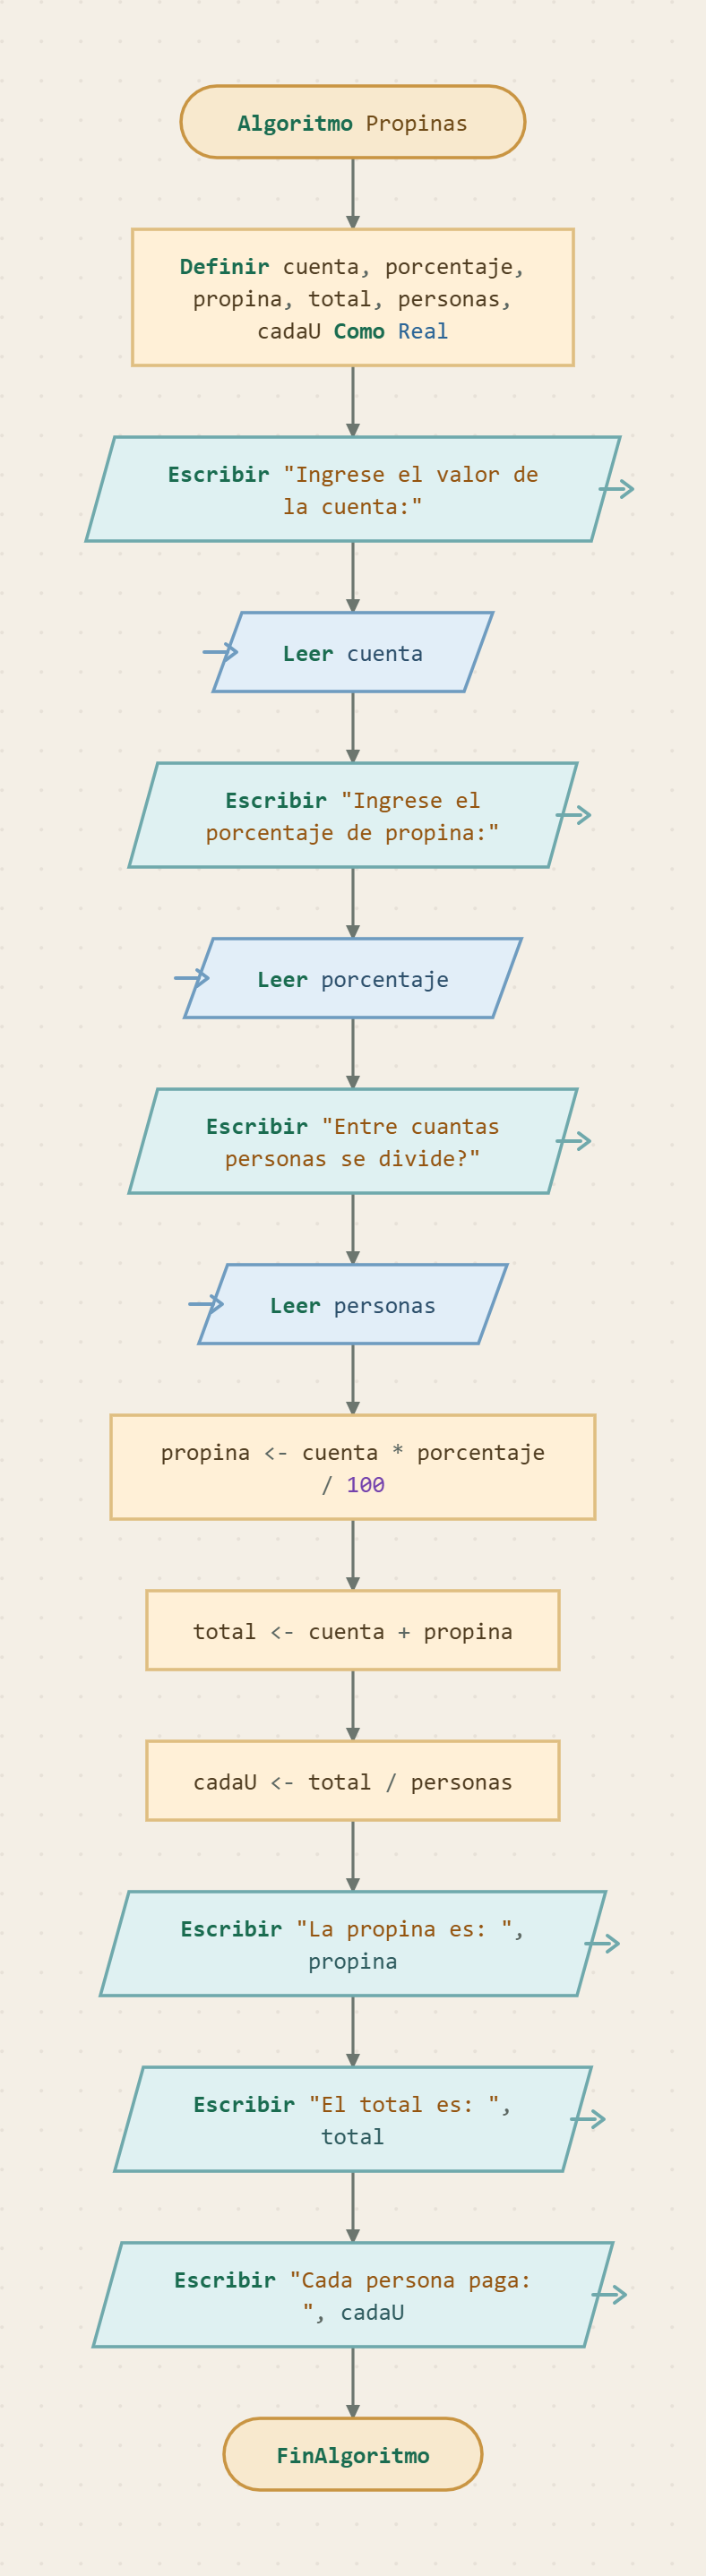 Algoritmo Propinas
Definir cuenta, porcentaje,
propina, total, personas,
cadaU Como Real
Escribir "Ingrese el valor de
la cuenta:"
Leer cuenta
Escribir "Ingrese el
porcentaje de propina:"
Leer porcentaje
Escribir "Entre cuantas
personas se divide?"
Leer personas
propina <- cuenta * porcentaje
/ 100
total <- cuenta + propina
cadaU <- total / personas
Escribir "La propina es: ",
propina
Escribir "El total es: ",
total
Escribir "Cada persona paga:
", cadaU
FinAlgoritmo